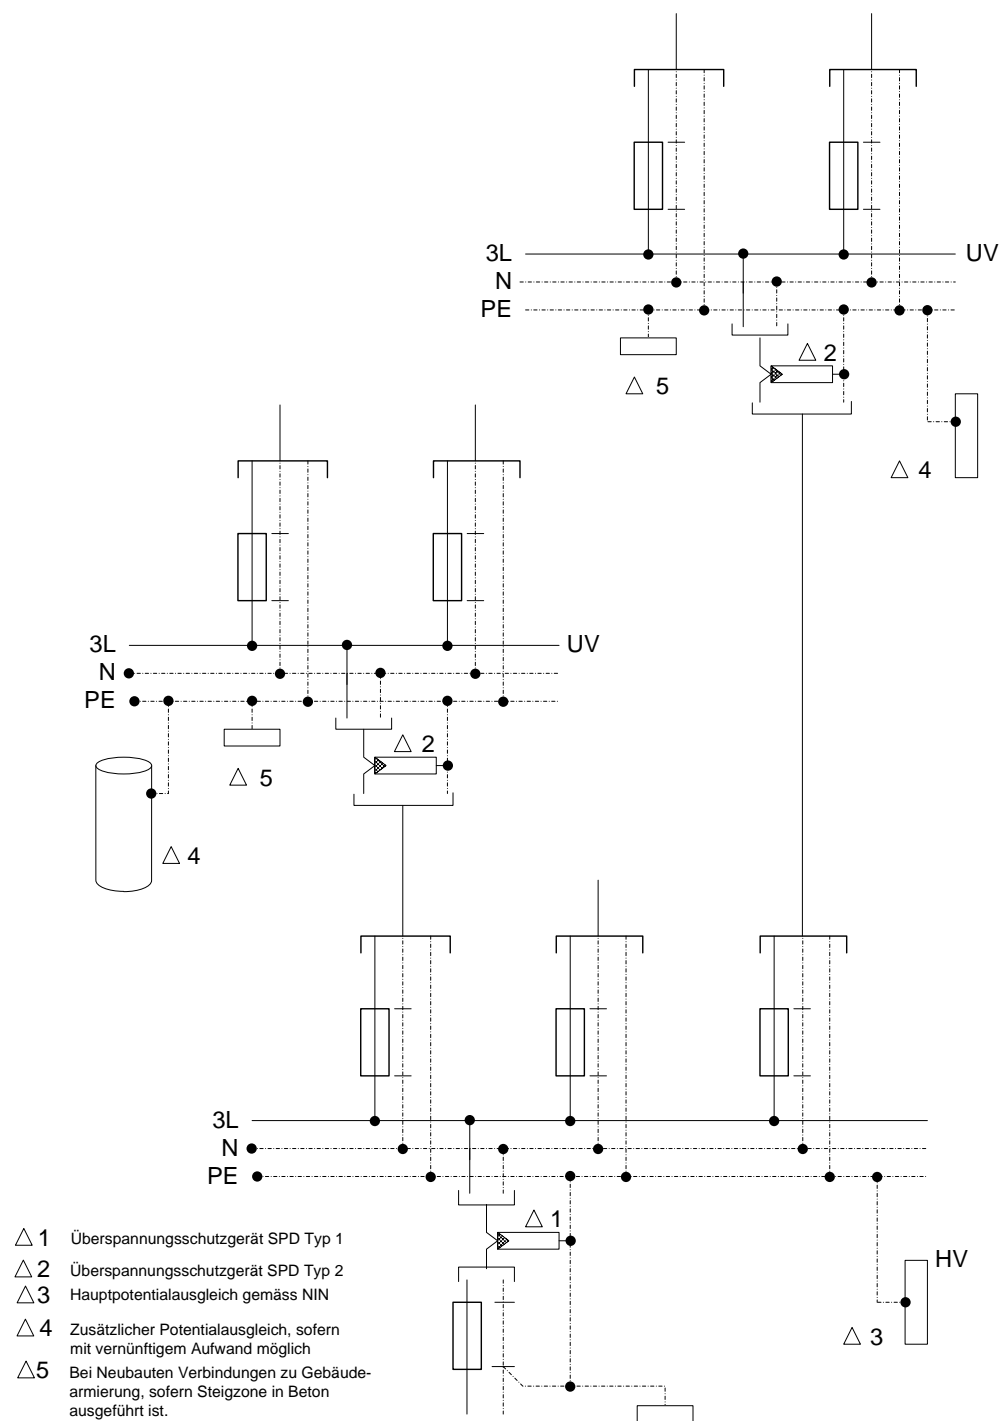 3L
UV
N
PE
△ 2
△ 5
△ 4
3L
UV
N
PE
△ 2
△ 5
△ 4
3L
N
PE
△ 1
HV
△ 3
△ 1 Überspannungsschutzgerät SPD Typ 1
△ 2 Überspannungsschutzgerät SPD Typ 2
△ 3 Hauptpotentialausgleich gemäss NIN
△ 4 Zusätzlicher Potentialausgleich, sofern
mit vernünftigem Aufwand möglich
△5 Bei Neubauten Verbindungen zu Gebäude-
armierung, sofern Steigzone in Beton
ausgeführt ist.